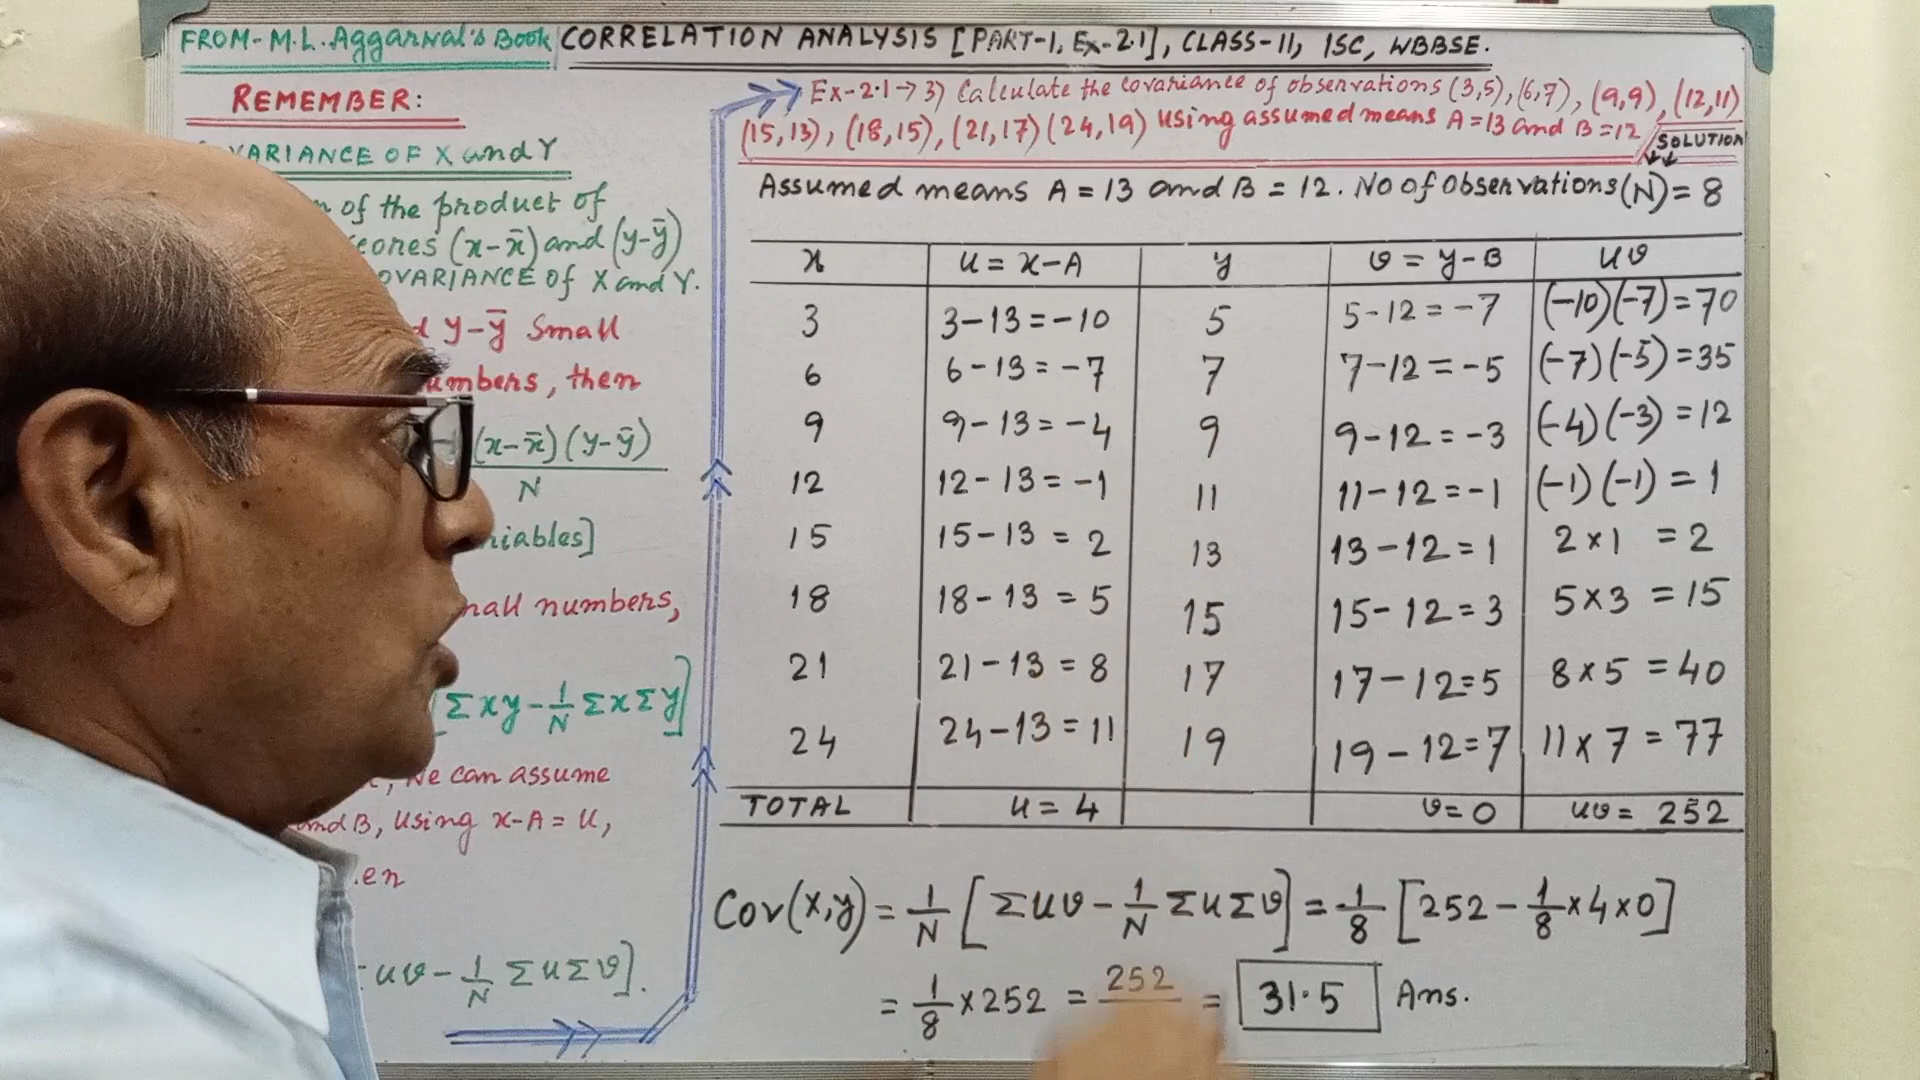 FROM- M.L. Aggarwal's Book CORRELATION ANALYSIS [PART-1, Ex-2.1], CLASS-11, ISC, WBBSE.
REMEMBER:
VARIANCE OF X and Y
of the product of
cores (x-x̄) and (y-ȳ)
OVARIANCE of X and Y.
y-ȳ Small
umbers, then
(x-x̄)(y-ȳ)
N
riables]
mall numbers,
[Σxy-1/N ΣxΣy]
we can assume
and B, using x-A = u,
en
uv-1/N ΣuΣv].
Ex-2.1→3) Calculate the covariance of observations (3,5), (6,7), (9,9), (12,11)
(15,13), (18,15), (21,17) (24,19) using assumed means A=13 and B=12
SOLUTION
Assumed means A = 13 and B = 12. No of Observations (N) = 8
x u = x-A y v = y-B uv
3 3-13=-10 5 5-12=-7 (-10)(-7)=70
6 6-13=-7 7 7-12=-5 (-7)(-5)=35
9 9-13=-4 9 9-12=-3 (-4)(-3)=12
12 12-13=-1 11 11-12=-1 (-1)(-1)=1
15 15-13=2 13 13-12=1 2×1=2
18 18-13=5 15 15-12=3 5×3=15
21 21-13=8 17 17-12=5 8×5=40
24 24-13=11 19 19-12=7 11×7=77
TOTAL u=4 v=0 uv=252
Cov(x,y) = 1/N [Σuv-1/N ΣuΣv] = 1/8 [252-1/8×4×0]
= 1/8 ×252 = 252 = 31.5 Ans.